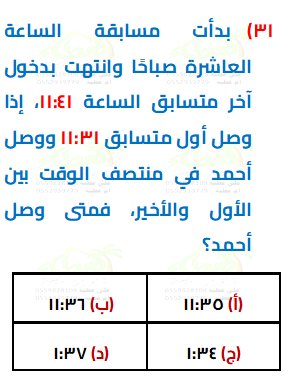 ٣١) بدأت مسابقة الساعة
العاشرة صباحًا وانتهت بدخول
آخر متسابق الساعة ١١:٤١، إذا
وصل أول متسابق ١١:٣١ ووصل
أحمد في منتصف الوقت بين
الأول والأخير، فمتى وصل
أحمد؟
(أ) ١١:٣٥ (ب) ١١:٣٦
(ج) ١:٣٤ (د) ١:٣٧